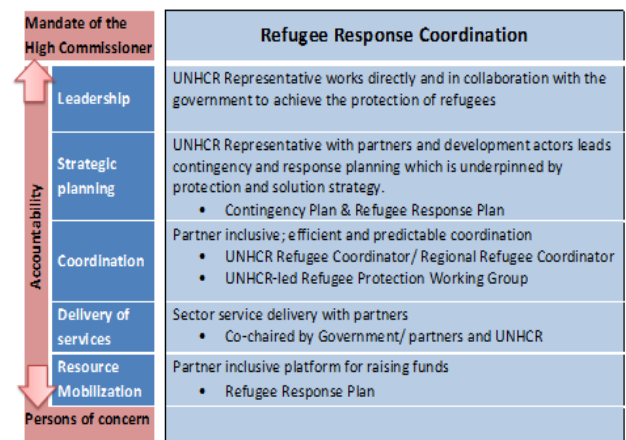 Mandate of the
High Commissioner
Refugee Response Coordination
Accountability
Leadership
UNHCR Representative works directly and in collaboration with the
government to achieve the protection of refugees
Strategic
planning
UNHCR Representative with partners and development actors leads
contingency and response planning which is underpinned by
protection and solution strategy.
• Contingency Plan & Refugee Response Plan
Coordination
Partner inclusive; efficient and predictable coordination
• UNHCR Refugee Coordinator/ Regional Refugee Coordinator
• UNHCR-led Refugee Protection Working Group
Delivery of
services
Sector service delivery with partners
• Co-chaired by Government/ partners and UNHCR
Resource
Mobilization
Partner inclusive platform for raising funds
• Refugee Response Plan
Persons of concern